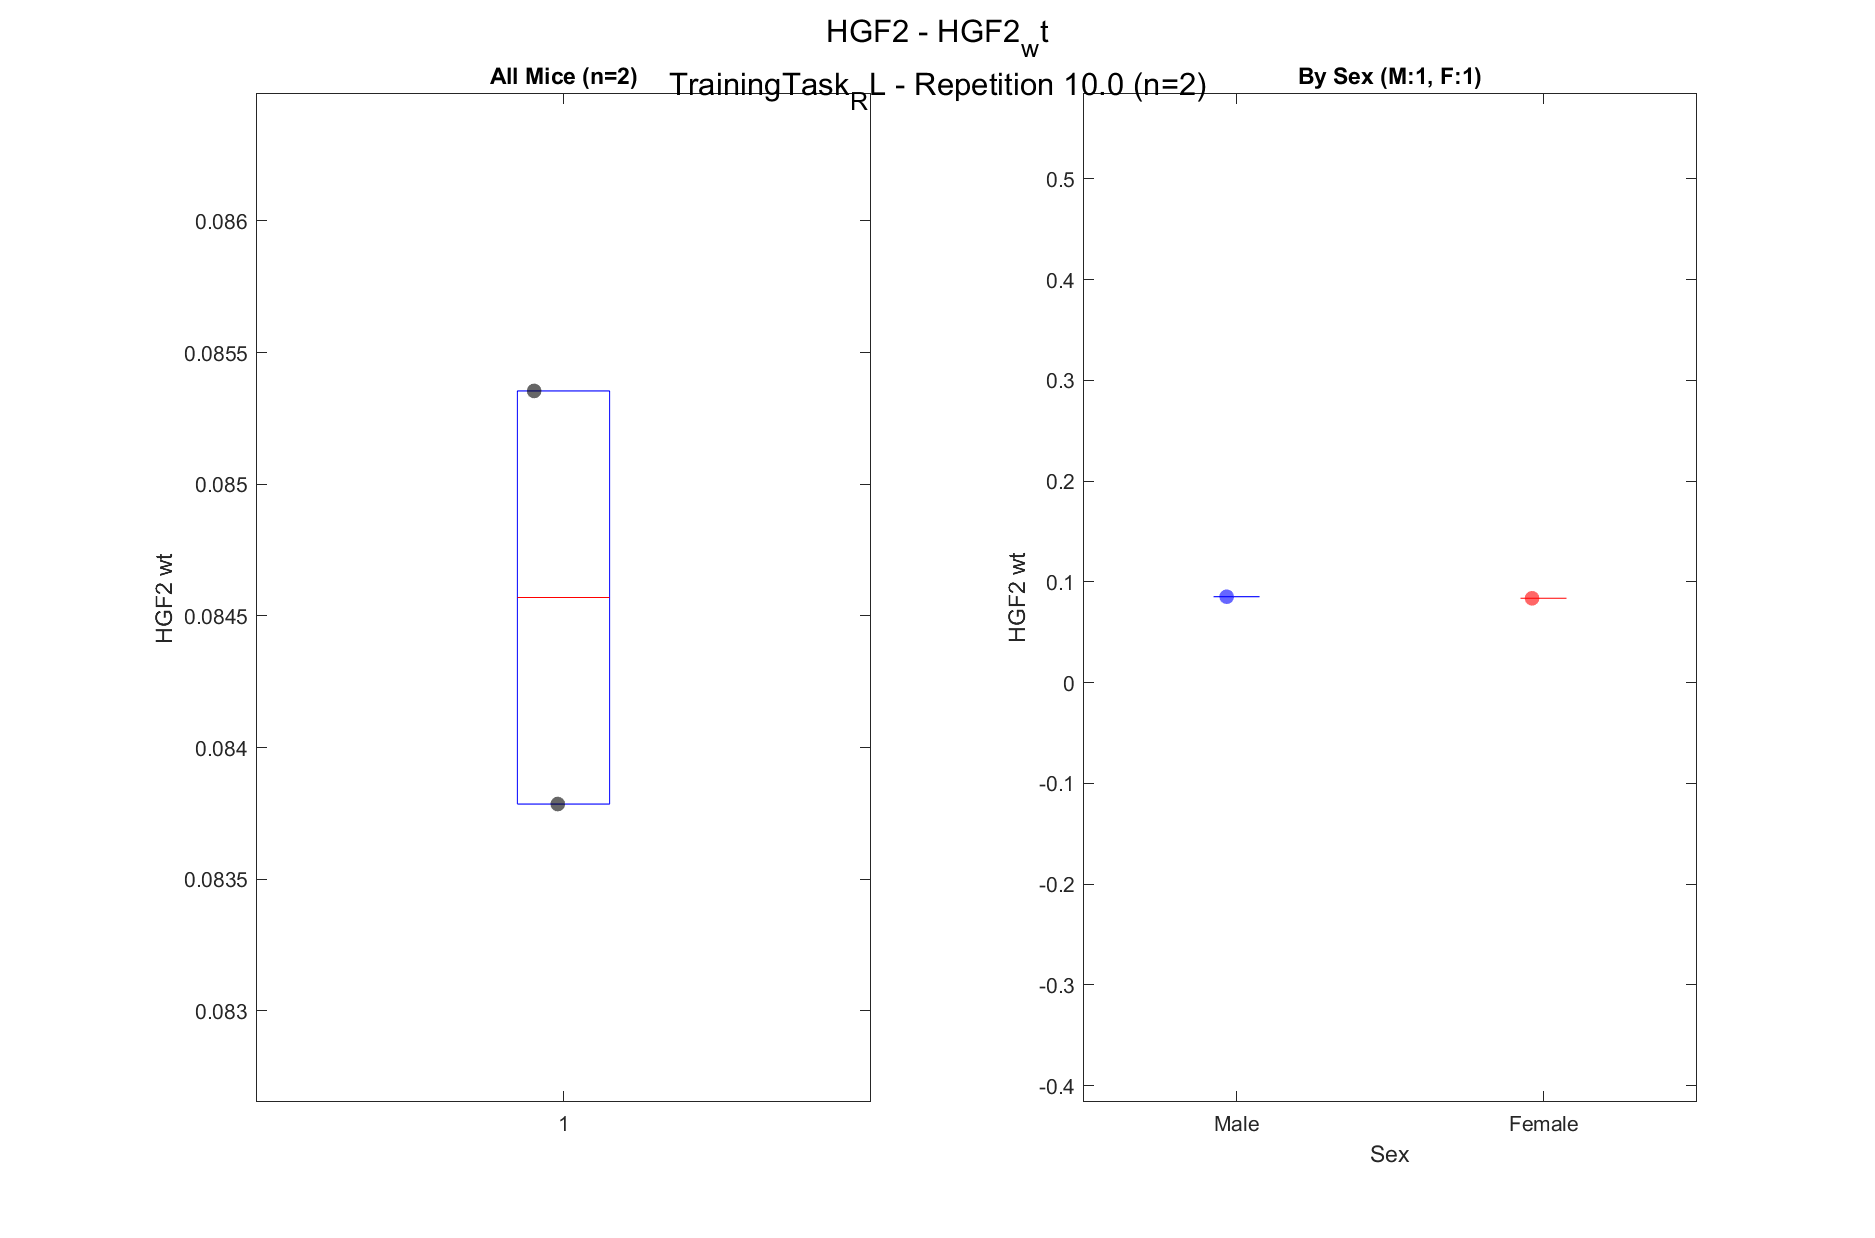 HGF2 - HGF2_wt
TrainingTask_RL - Repetition 10.0 (n=2)
All Mice (n=2)
0.086
0.0855
0.085
0.0845
0.084
0.0835
0.083
HGF2 wt
1
By Sex (M:1, F:1)
0.5
0.4
0.3
0.2
0.1
0
-0.1
-0.2
-0.3
-0.4
HGF2 wt
Male Female
Sex